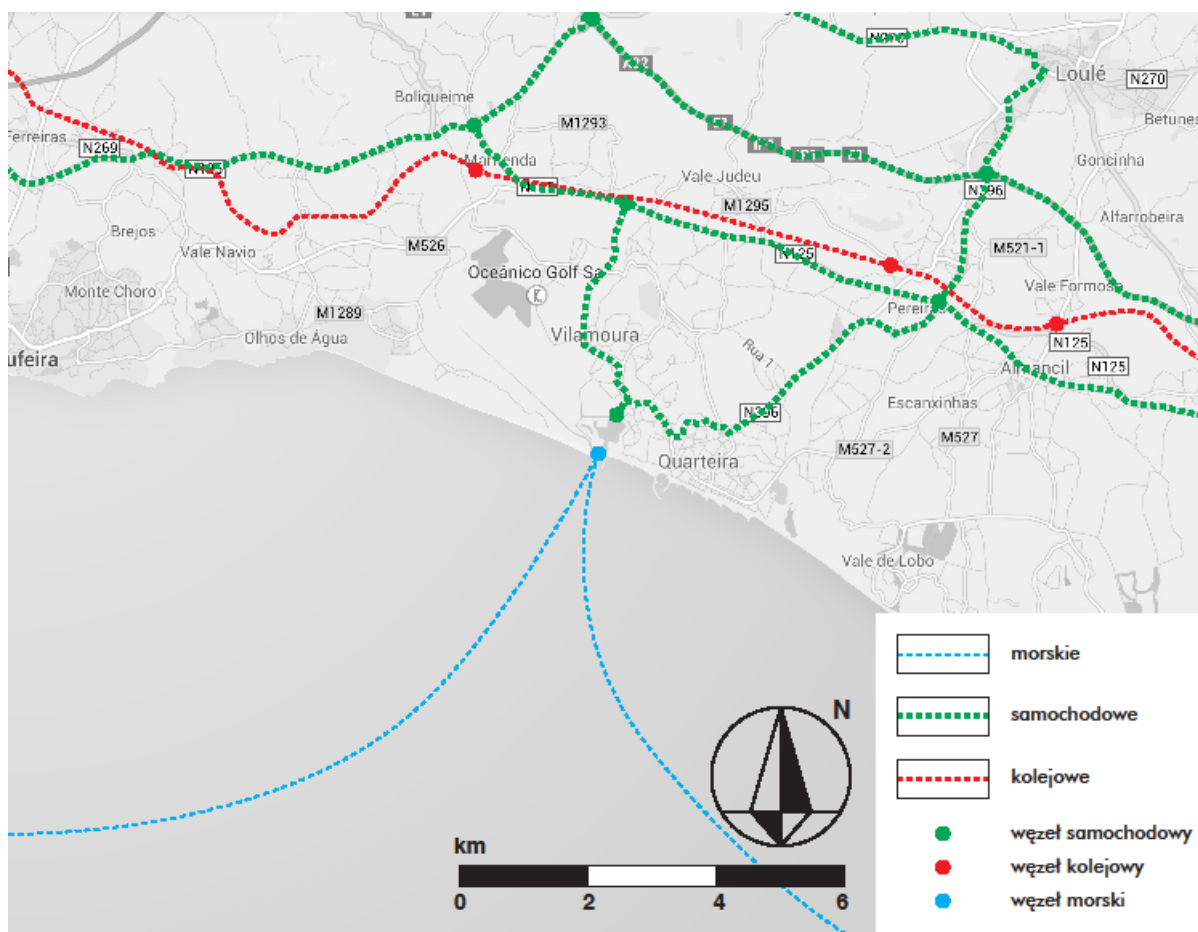 Loulé
N270
Boliqueime
Betunes
M1293
Ferreiras
N269
Goncinha
Vale Judeu
N396
M1295
Alfarrobeira
Brejos
M526
M521-1
Vale Navio
N125
Oceánico Golf Sa
Vale Formoso
Monte Choro
M1289
Pereiras
Olhos de Água
Vilamoura
N125
ufeira
Rua 1
N125
Almancil
Escanxinhas
N396
M527
M527-2
Quarteira
Vale de Lobo
morskie
N
samochodowe
kolejowe
km
węzeł samochodowy
węzeł kolejowy
0 2 4 6
węzeł morski